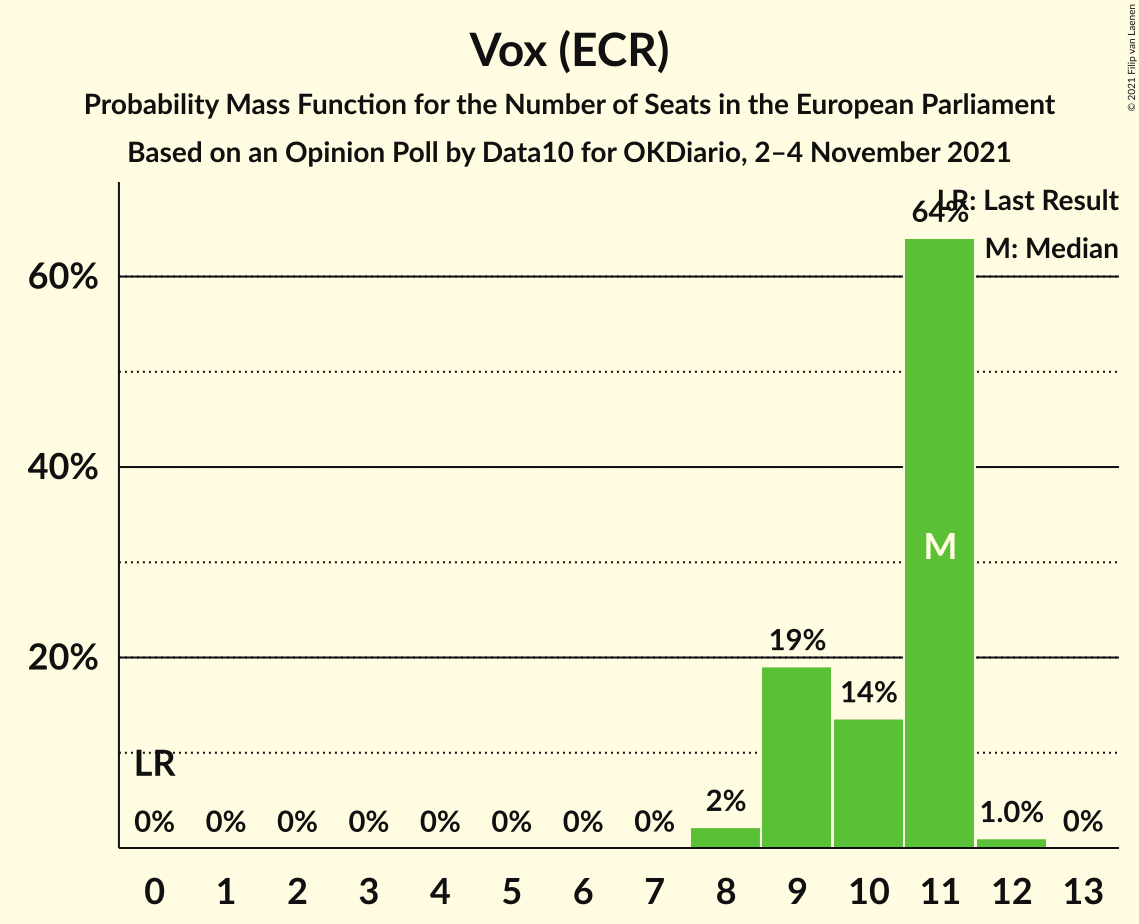 Vox (ECR)
Probability Mass Function for the Number of Seats in the European Parliament
Based on an Opinion Poll by Data10 for OKDiario, 2–4 November 2021
© 2021 Filip van Laenen
LR: Last Result
M: Median
64%
60%
40%
M
20%
19%
14%
LR
0% 0% 0% 0% 0% 0% 0% 0% 2% 1.0% 0%
0 1 2 3 4 5 6 7 8 9 10 11 12 13